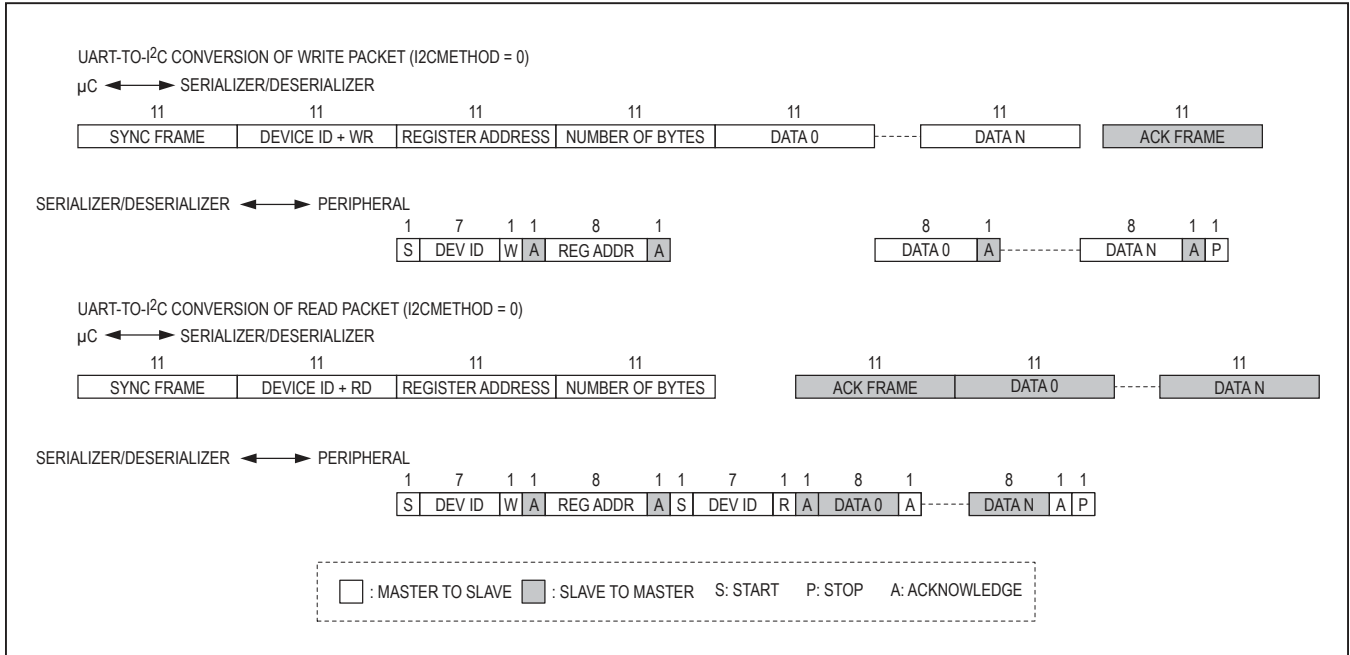 UART-TO-I2C CONVERSION OF WRITE PACKET (I2CMETHOD = 0)
µC SERIALIZER/DESERIALIZER
11 11 11 11 11 11 11
SYNC FRAME DEVICE ID + WR REGISTER ADDRESS NUMBER OF BYTES DATA 0 DATA N ACK FRAME
SERIALIZER/DESERIALIZER PERIPHERAL
1 7 1 1 8 1 8 1 8 1 1
S DEV ID W A REG ADDR A DATA 0 A DATA N A P
UART-TO-I2C CONVERSION OF READ PACKET (I2CMETHOD = 0)
µC SERIALIZER/DESERIALIZER
11 11 11 11 11 11 11
SYNC FRAME DEVICE ID + RD REGISTER ADDRESS NUMBER OF BYTES ACK FRAME DATA 0 DATA N
SERIALIZER/DESERIALIZER PERIPHERAL
1 7 1 1 8 1 1 7 1 1 8 1 8 1 1
S DEV ID W A REG ADDR A S DEV ID R A DATA 0 A DATA N A P
: MASTER TO SLAVE : SLAVE TO MASTER S: START P: STOP A: ACKNOWLEDGE